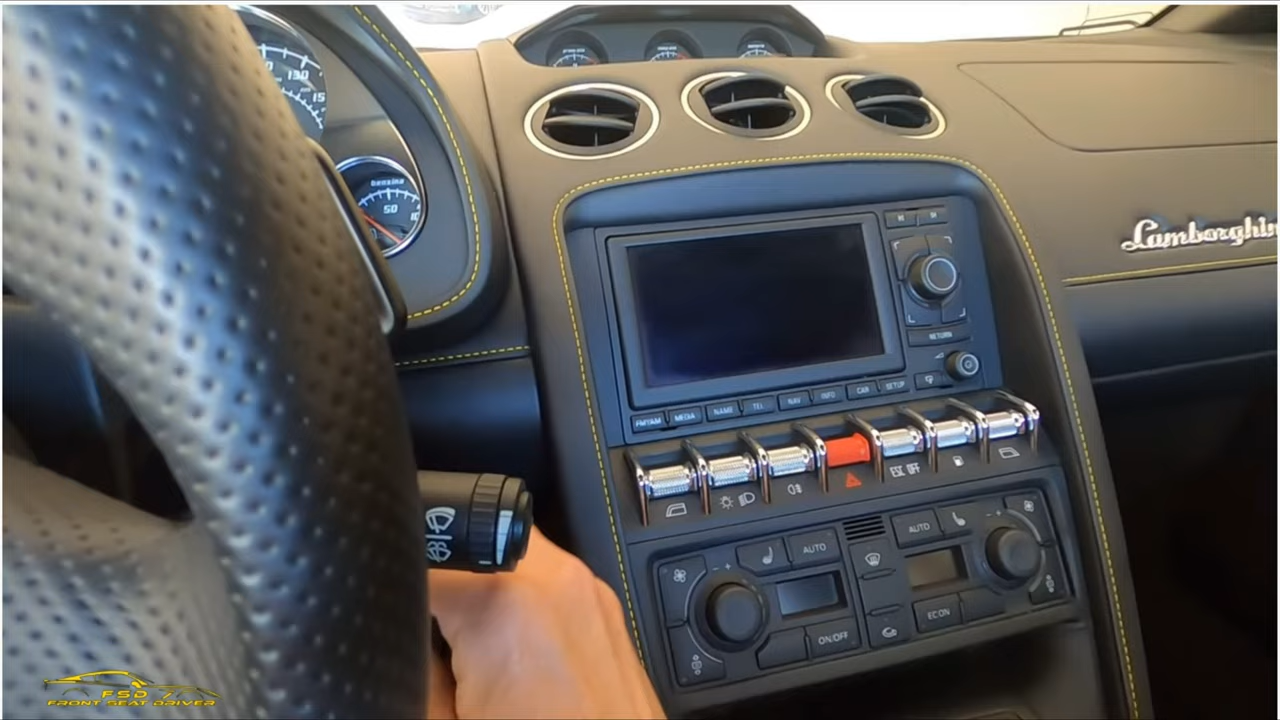 130
15
benzina
50
Lamborghini
RETURN
FM/AM
MEDIA
NAME
TEL
NAV
INFO
CAR
SETUP
ESC OFF
AUTO
AUTO
ON/OFF
ECON
FSD
FRONT SEAT DRIVER